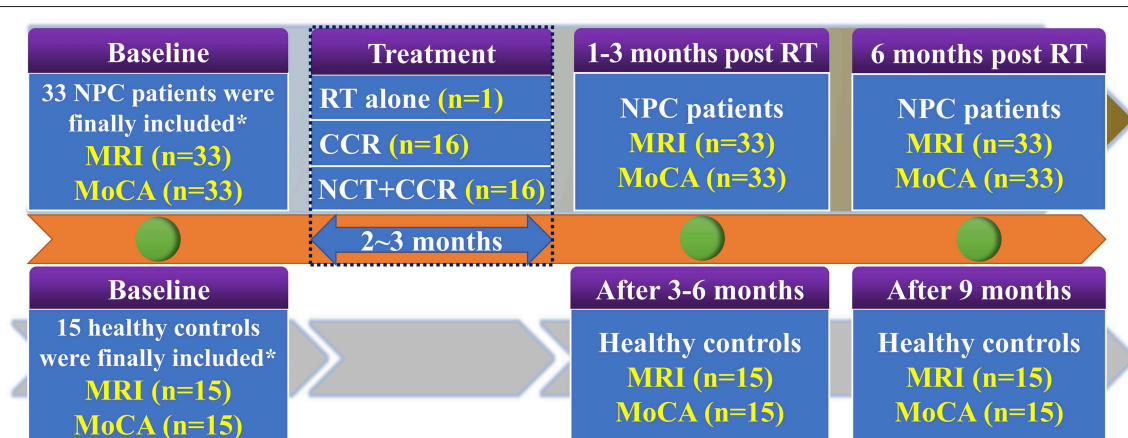 Baseline
33 NPC patients were
finally included*
MRI (n=33)
MoCA (n=33)
Treatment
RT alone (n=1)
CCR (n=16)
NCT+CCR (n=16)
2~3 months
1-3 months post RT
NPC patients
MRI (n=33)
MoCA (n=33)
6 months post RT
NPC patients
MRI (n=33)
MoCA (n=33)
Baseline
15 healthy controls
were finally included*
MRI (n=15)
MoCA (n=15)
After 3-6 months
Healthy controls
MRI (n=15)
MoCA (n=15)
After 9 months
Healthy controls
MRI (n=15)
MoCA (n=15)